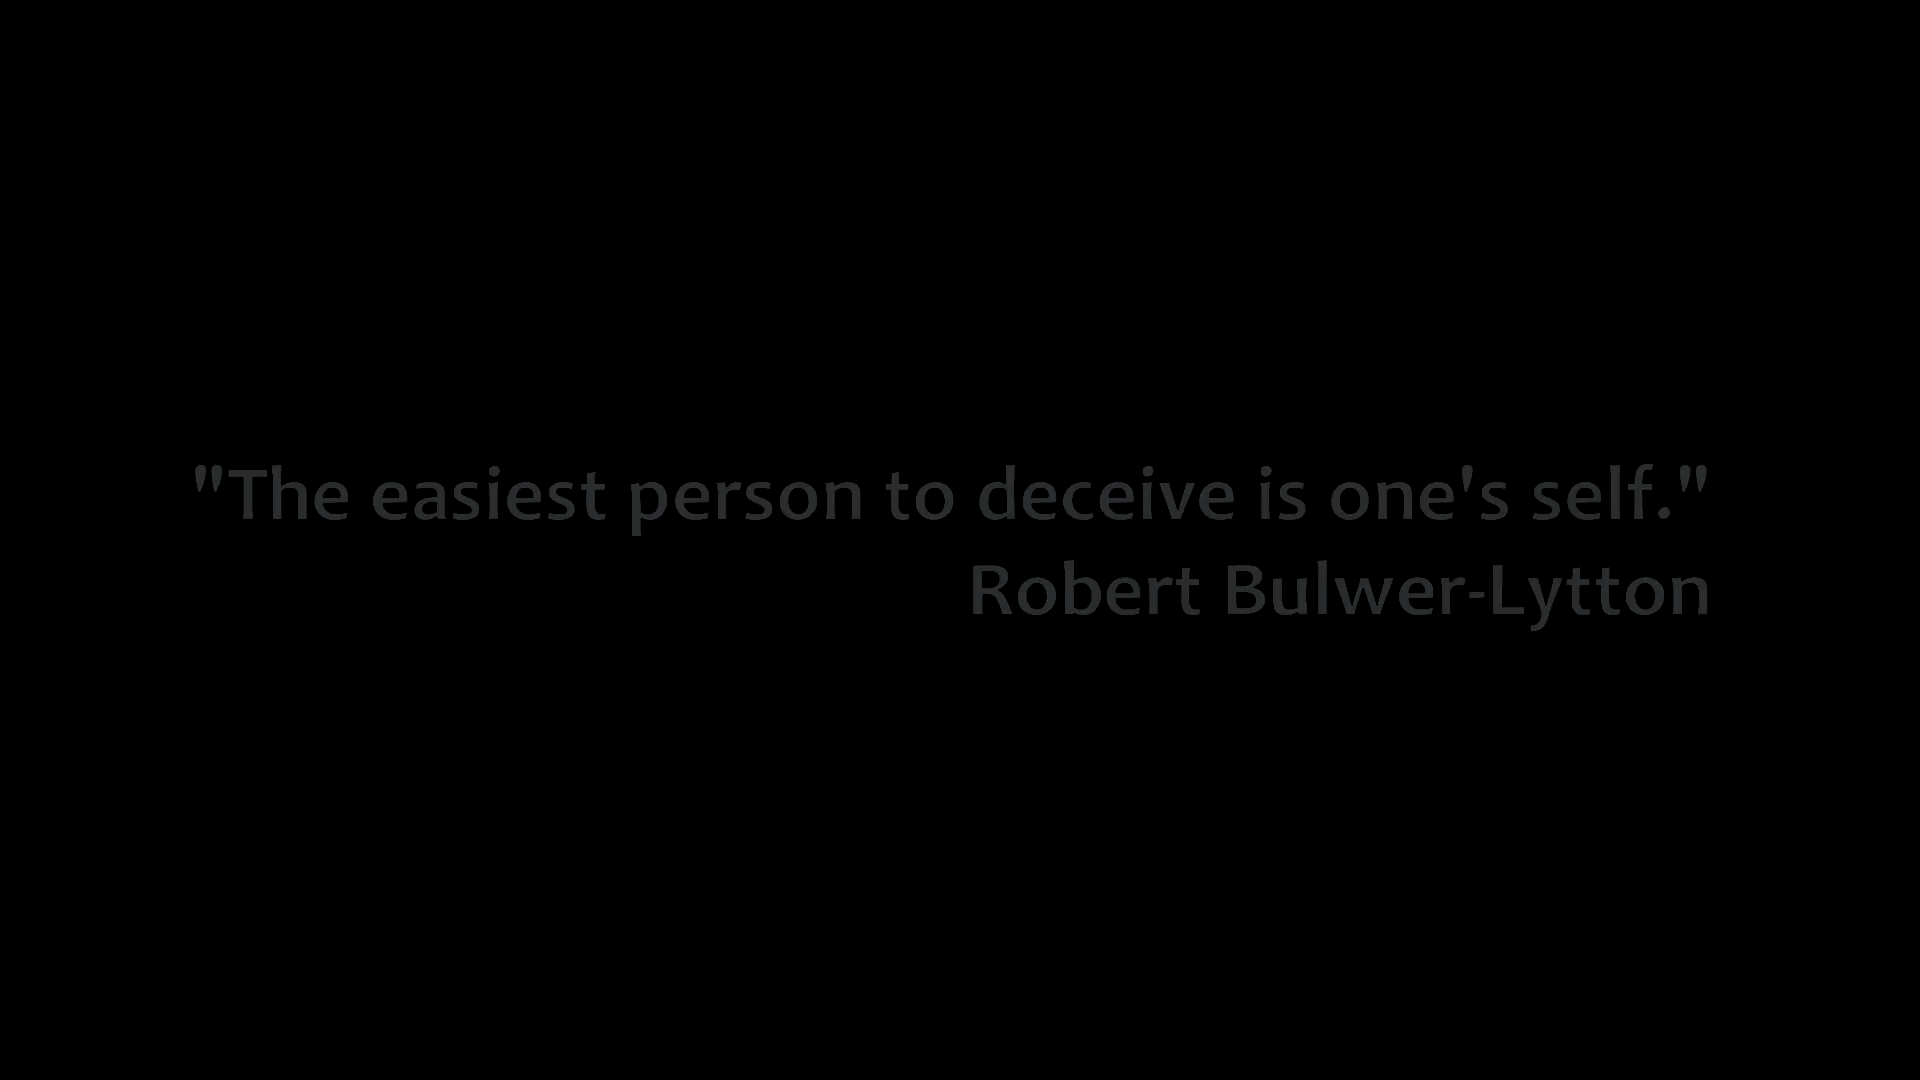 "The easiest person to deceive is one's self."
Robert Bulwer-Lytton